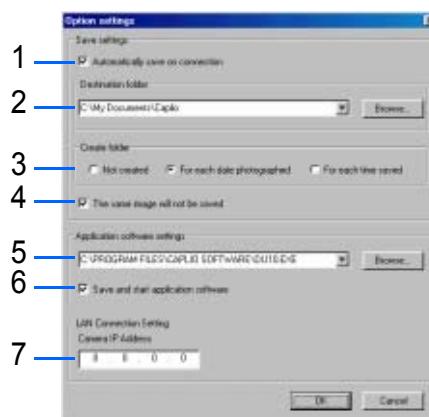 Option settings
Save settings
1 Automatically save on connection
Destination folder
2 C:\My Documents\Caplio Browse...
Create folder
3 Not created For each date photographed For each time saved
4 The same image will not be saved
Application software settings
5 C:\PROGRAM FILES\CAPLIO SOFTWARE\DU10.EXE Browse...
6 Save and start application software
LAN Connection Setting
Camera IP Address
7 0 . 0 . 0 . 0
OK Cancel